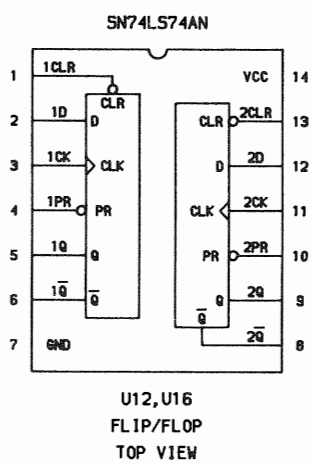 SN74LS74AN
1 1CLR CLR VCC 14
2 1D D CLR 2CLR 13
3 1CK CLK D 2D 12
4 1PR PR CLK 2CK 11
5 1Q Q PR 2PR 10
6 1Q̅ Q̅ Q 2Q 9
7 GND Q̅ 2Q̅ 8
U12,U16
FLIP/FLOP
TOP VIEW